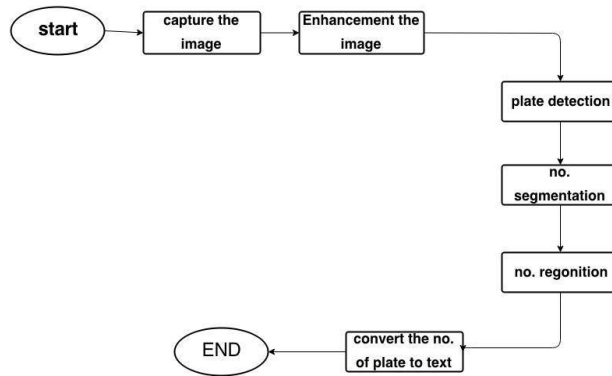 start
capture the
image
Enhancement the
image
plate detection
no.
segmentation
no. regonition
convert the no.
of plate to text
END